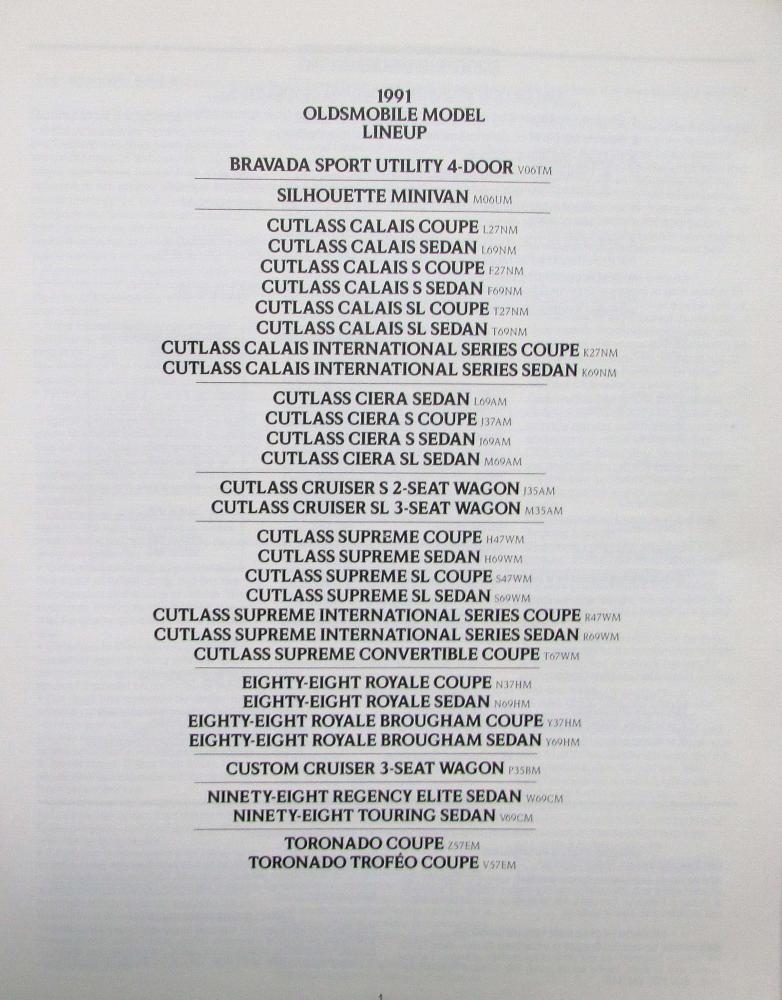 1991
OLDSMOBILE MODEL
LINEUP
BRAVADA SPORT UTILITY 4-DOOR V06TM
SILHOUETTE MINIVAN M06UM
CUTLASS CALAIS COUPE L27NM
CUTLASS CALAIS SEDAN L69NM
CUTLASS CALAIS S COUPE F27NM
CUTLASS CALAIS S SEDAN F69NM
CUTLASS CALAIS SL COUPE T27NM
CUTLASS CALAIS SL SEDAN T69NM
CUTLASS CALAIS INTERNATIONAL SERIES COUPE K27NM
CUTLASS CALAIS INTERNATIONAL SERIES SEDAN K69NM
CUTLASS CIERA SEDAN L69AM
CUTLASS CIERA S COUPE J37AM
CUTLASS CIERA S SEDAN J69AM
CUTLASS CIERA SL SEDAN M69AM
CUTLASS CRUISER S 2-SEAT WAGON J35AM
CUTLASS CRUISER SL 3-SEAT WAGON M35AM
CUTLASS SUPREME COUPE H47WM
CUTLASS SUPREME SEDAN H69WM
CUTLASS SUPREME SL COUPE S47WM
CUTLASS SUPREME SL SEDAN S69WM
CUTLASS SUPREME INTERNATIONAL SERIES COUPE R47WM
CUTLASS SUPREME INTERNATIONAL SERIES SEDAN R69WM
CUTLASS SUPREME CONVERTIBLE COUPE T67WM
EIGHTY-EIGHT ROYALE COUPE N37HM
EIGHTY-EIGHT ROYALE SEDAN N69HM
EIGHTY-EIGHT ROYALE BROUGHAM COUPE Y37HM
EIGHTY-EIGHT ROYALE BROUGHAM SEDAN Y69HM
CUSTOM CRUISER 3-SEAT WAGON P35BM
NINETY-EIGHT REGENCY ELITE SEDAN W69CM
NINETY-EIGHT TOURING SEDAN V69CM
TORONADO COUPE Z57EM
TORONADO TROFÉO COUPE V57EM
1